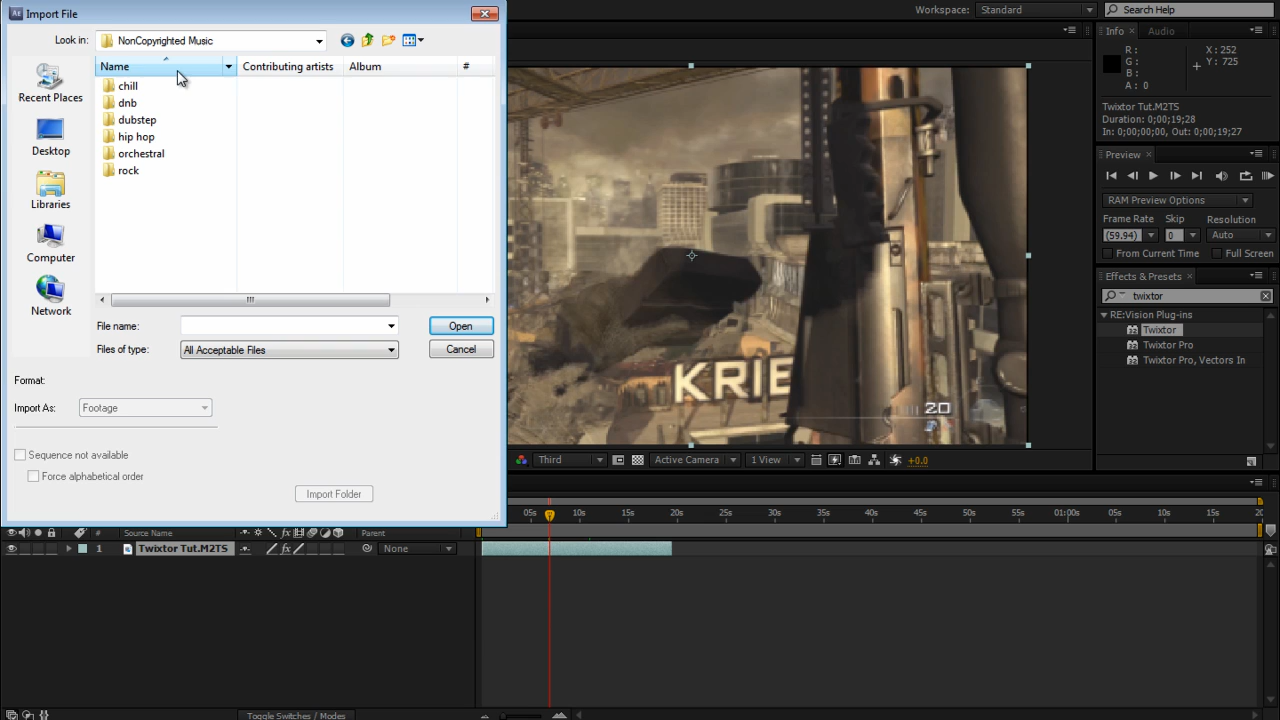 Import File
Look in:
NonCopyrighted Music
Name
Contributing artists
Album
#
Recent Places
Desktop
Libraries
Computer
Network
chill
dnb
dubstep
hip hop
orchestral
rock
File name:
Open
Files of type:
All Acceptable Files
Cancel
Format:
Import As:
Footage
Sequence not available
Force alphabetical order
Import Folder
Workspace:
Standard
Search Help
KRIE
20
Third
Active Camera
1 View
+0.0
Info
Audio
R :
G :
B :
A : 0
X : 252
Y : 725
Twixtor Tut.M2TS
Duration: 0;00;19;28
In: 0;00;00;00, Out: 0;00;19;27
Preview
RAM Preview Options
Frame Rate
Skip
Resolution
(59.94)
0
Auto
From Current Time
Full Screen
Effects & Presets
twixtor
RE:Vision Plug-ins
Twixtor
Twixtor Pro
Twixtor Pro, Vectors In
05s
10s
15s
20s
25s
30s
35s
40s
45s
50s
55s
01:00s
05s
10s
15s
20
Source Name
Parent
1
Twixtor Tut.M2TS
None
Toggle Switches / Modes